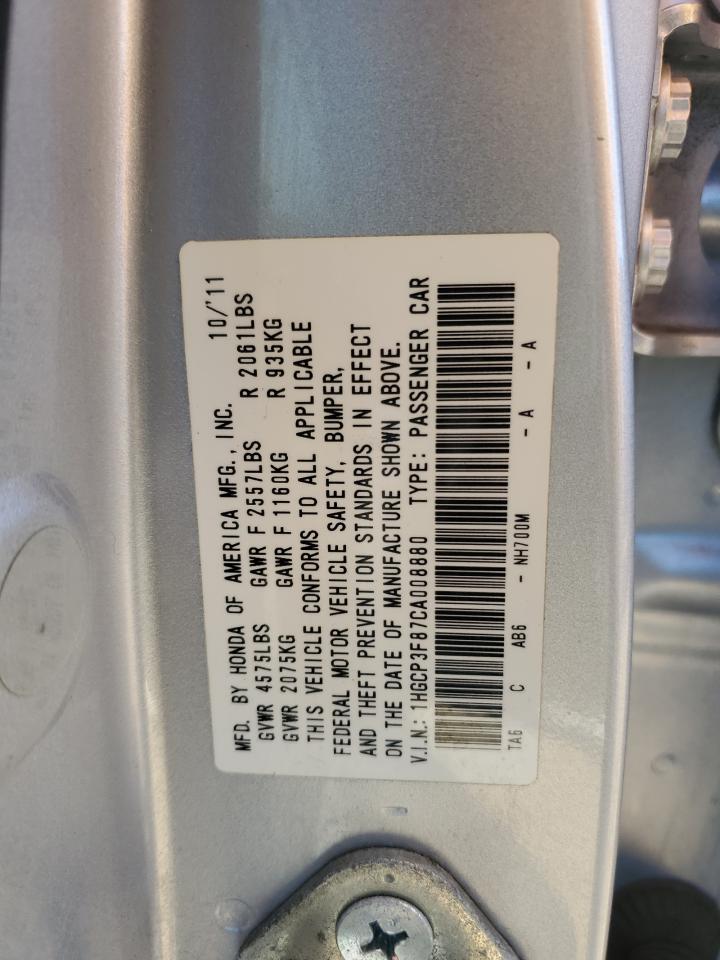 MFD. BY HONDA OF AMERICA MFG., INC. 10/'11
GVWR 4575LBS GAWR F 2557LBS R 2061LBS
GVWR 2075KG GAWR F 1160KG R 935KG
THIS VEHICLE CONFORMS TO ALL APPLICABLE
FEDERAL MOTOR VEHICLE SAFETY, BUMPER,
AND THEFT PREVENTION STANDARDS IN EFFECT
ON THE DATE OF MANUFACTURE SHOWN ABOVE.
V.I.N.: 1HGCP3F87CA008880 TYPE: PASSENGER CAR
TA6 C AB6 - NH700M - A - A